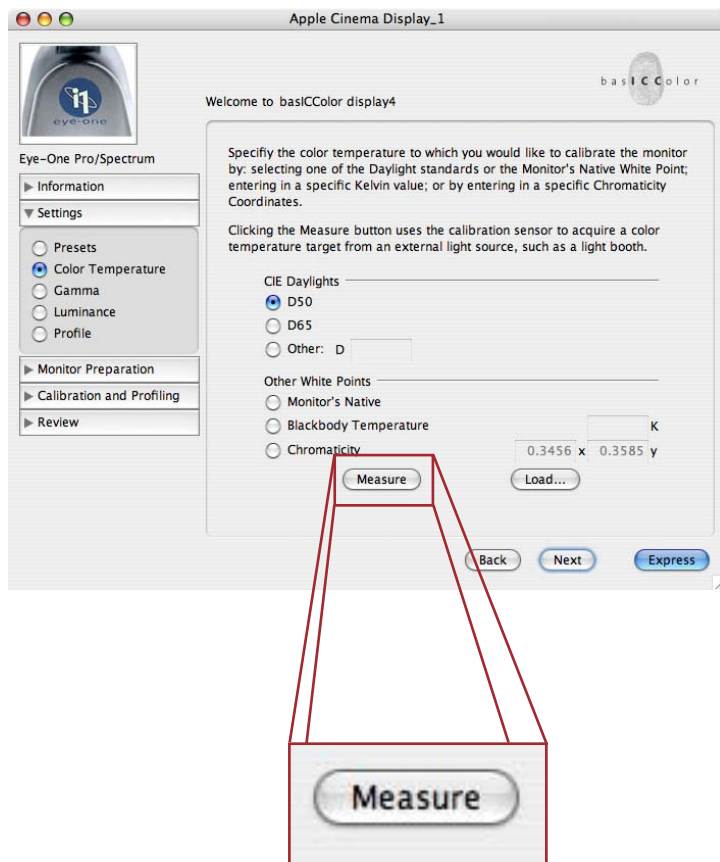 Apple Cinema Display_1
i1
eye-one
basICColor
Welcome to basICColor display4
Eye-One Pro/Spectrum
Information
Settings
Presets
Color Temperature
Gamma
Luminance
Profile
Monitor Preparation
Calibration and Profiling
Review
Specifiy the color temperature to which you would like to calibrate the monitor
by: selecting one of the Daylight standards or the Monitor's Native White Point;
entering in a specific Kelvin value; or by entering in a specific Chromaticity
Coordinates.
Clicking the Measure button uses the calibration sensor to acquire a color
temperature target from an external light source, such as a light booth.
CIE Daylights
D50
D65
Other: D
Other White Points
Monitor's Native
Blackbody Temperature K
Chromaticity 0.3456 x 0.3585 y
Measure Load...
Back Next Express
Measure